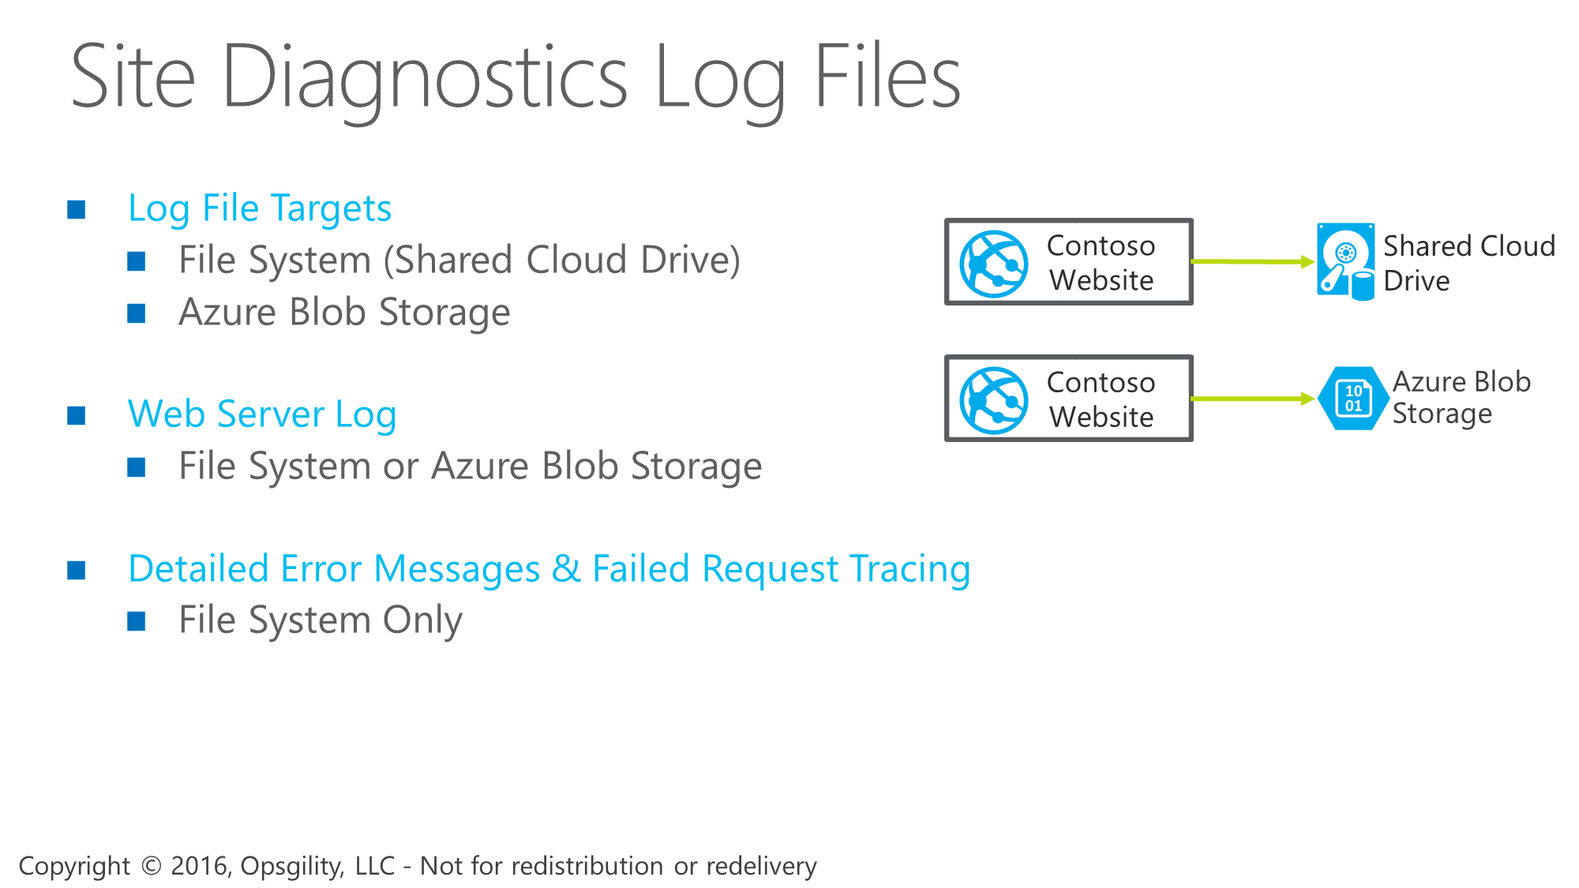 Site Diagnostics Log Files
Log File Targets
File System (Shared Cloud Drive)
Azure Blob Storage
Web Server Log
File System or Azure Blob Storage
Detailed Error Messages & Failed Request Tracing
File System Only
Contoso
Website
Shared Cloud
Drive
Contoso
Website
10
01
Azure Blob
Storage
Copyright © 2016, Opsgility, LLC - Not for redistribution or redelivery